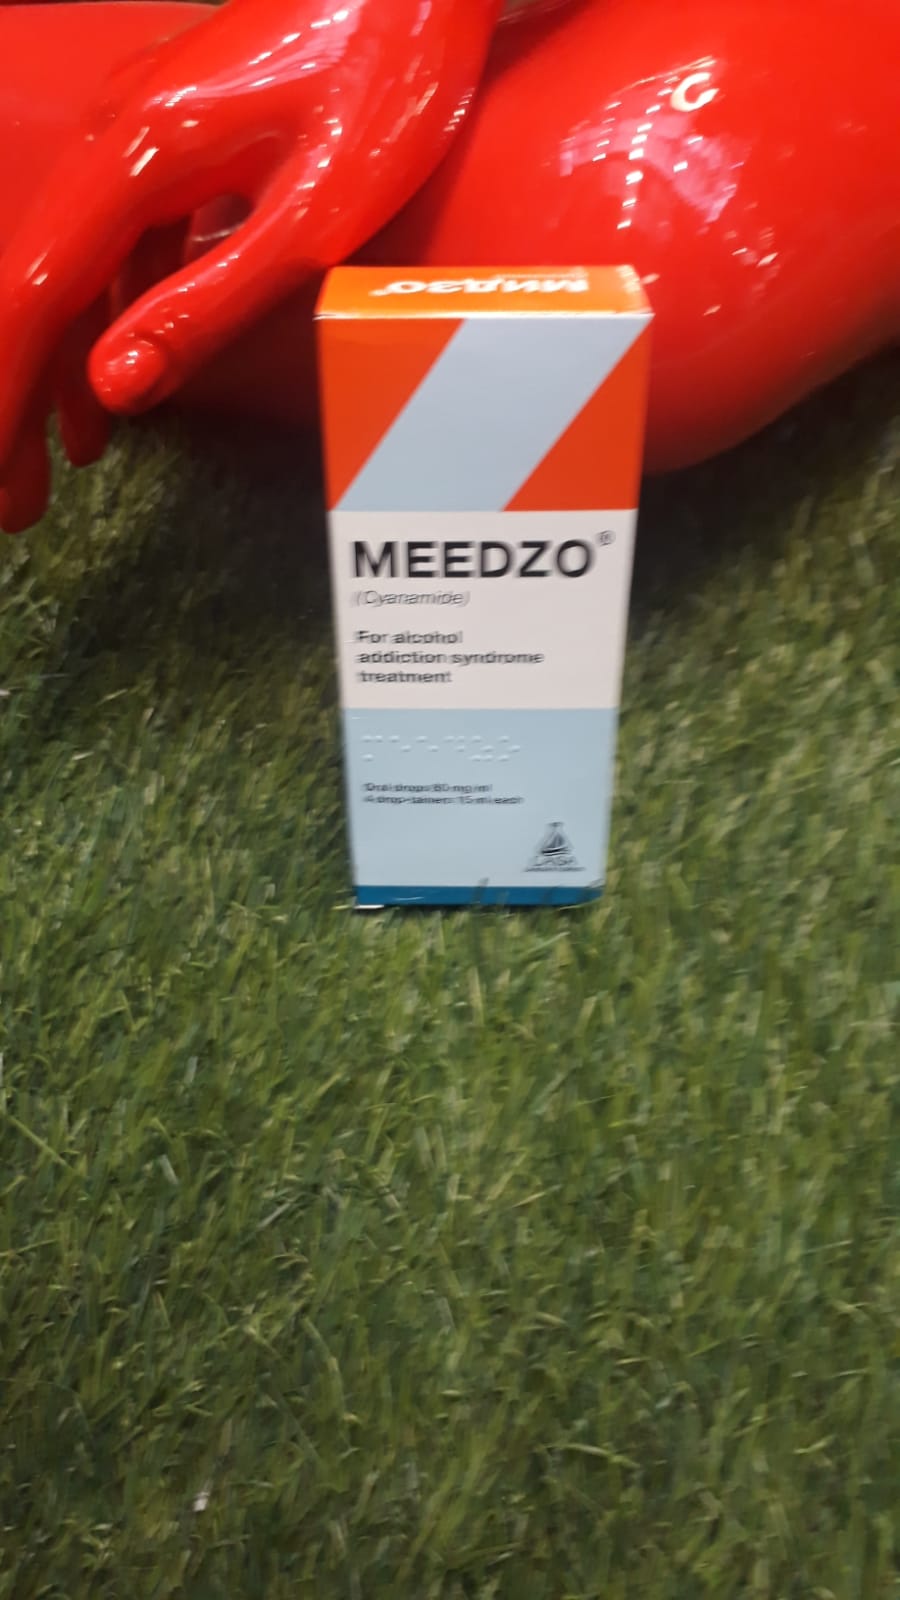 Мидзо®
MEEDZO®
(Cyanamide)
For alcohol
addiction syndrome
treatment
Oral drops 60 mg/ml
4 drop-tainers 15 ml each
LASA